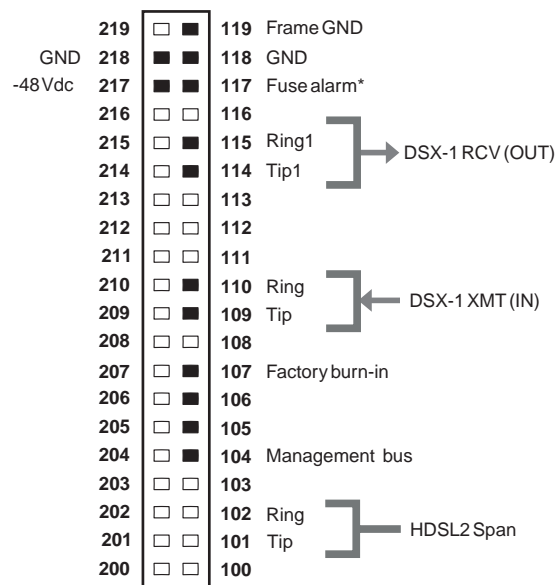 219 119 Frame GND
GND 218 118 GND
-48Vdc 217 117 Fuse alarm*
216 116
215 115 Ring1
DSX-1 RCV (OUT)
214 114 Tip1
213 113
212 112
211 111
210 110 Ring
DSX-1 XMT (IN)
209 109 Tip
208 108
207 107 Factory burn-in
206 106
205 105
204 104 Management bus
203 103
202 102 Ring
HDSL2 Span
201 101 Tip
200 100